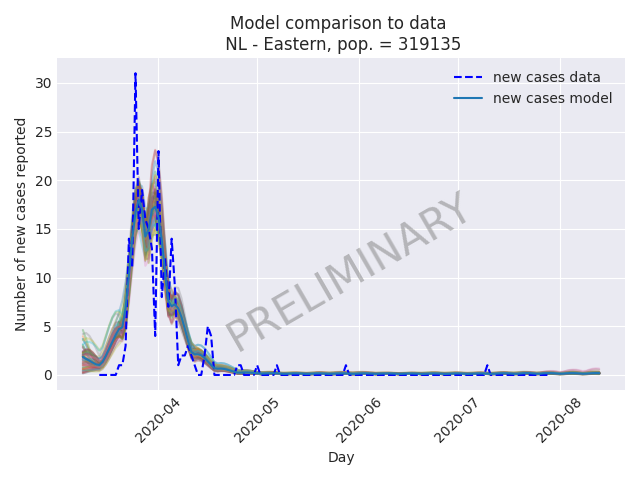 Model comparison to data
NL - Eastern, pop. = 319135
new cases data
new cases model
Number of new cases reported
30
25
20
15
10
5
0
PRELIMINARY
2020-04
2020-05
2020-06
2020-07
2020-08
Day